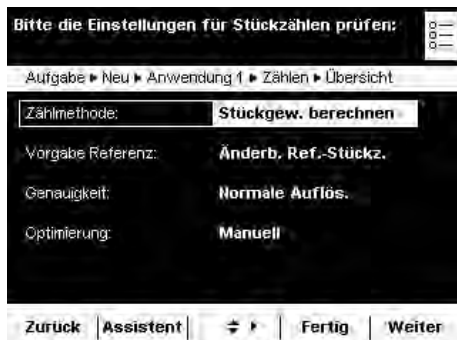 Bitte die Einstellungen für Stückzählen prüfen:
Aufgabe ▸ Neu ▸ Anwendung 1 ▸ Zählen ▸ Übersicht
Zählmethode: Stückgew. berechnen
Vorgabe Referenz: Änderb. Ref.-Stückz.
Genauigkeit: Normale Auflös.
Optimierung: Manuell
Zurück Assistent Fertig Weiter